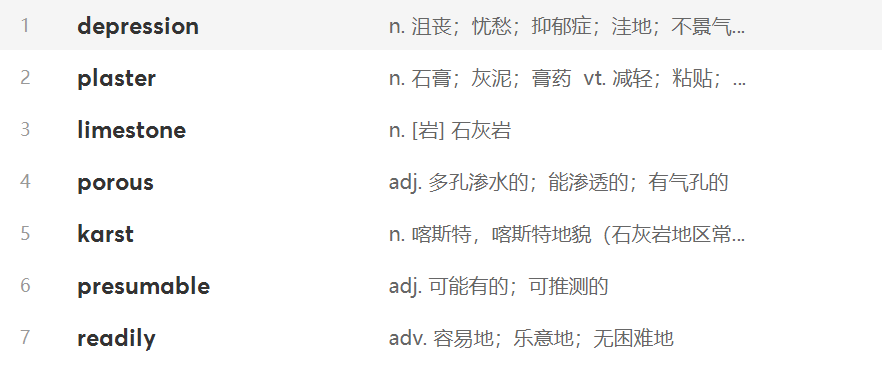 1 depression n. 沮丧；忧愁；抑郁症；洼地；不景气...
2 plaster n. 石膏；灰泥；膏药 vt. 减轻；粘贴；...
3 limestone n. [岩] 石灰岩
4 porous adj. 多孔渗水的；能渗透的；有气孔的
5 karst n. 喀斯特，喀斯特地貌（石灰岩地区常...
6 presumable adj. 可能有的；可推测的
7 readily adv. 容易地；乐意地；无困难地